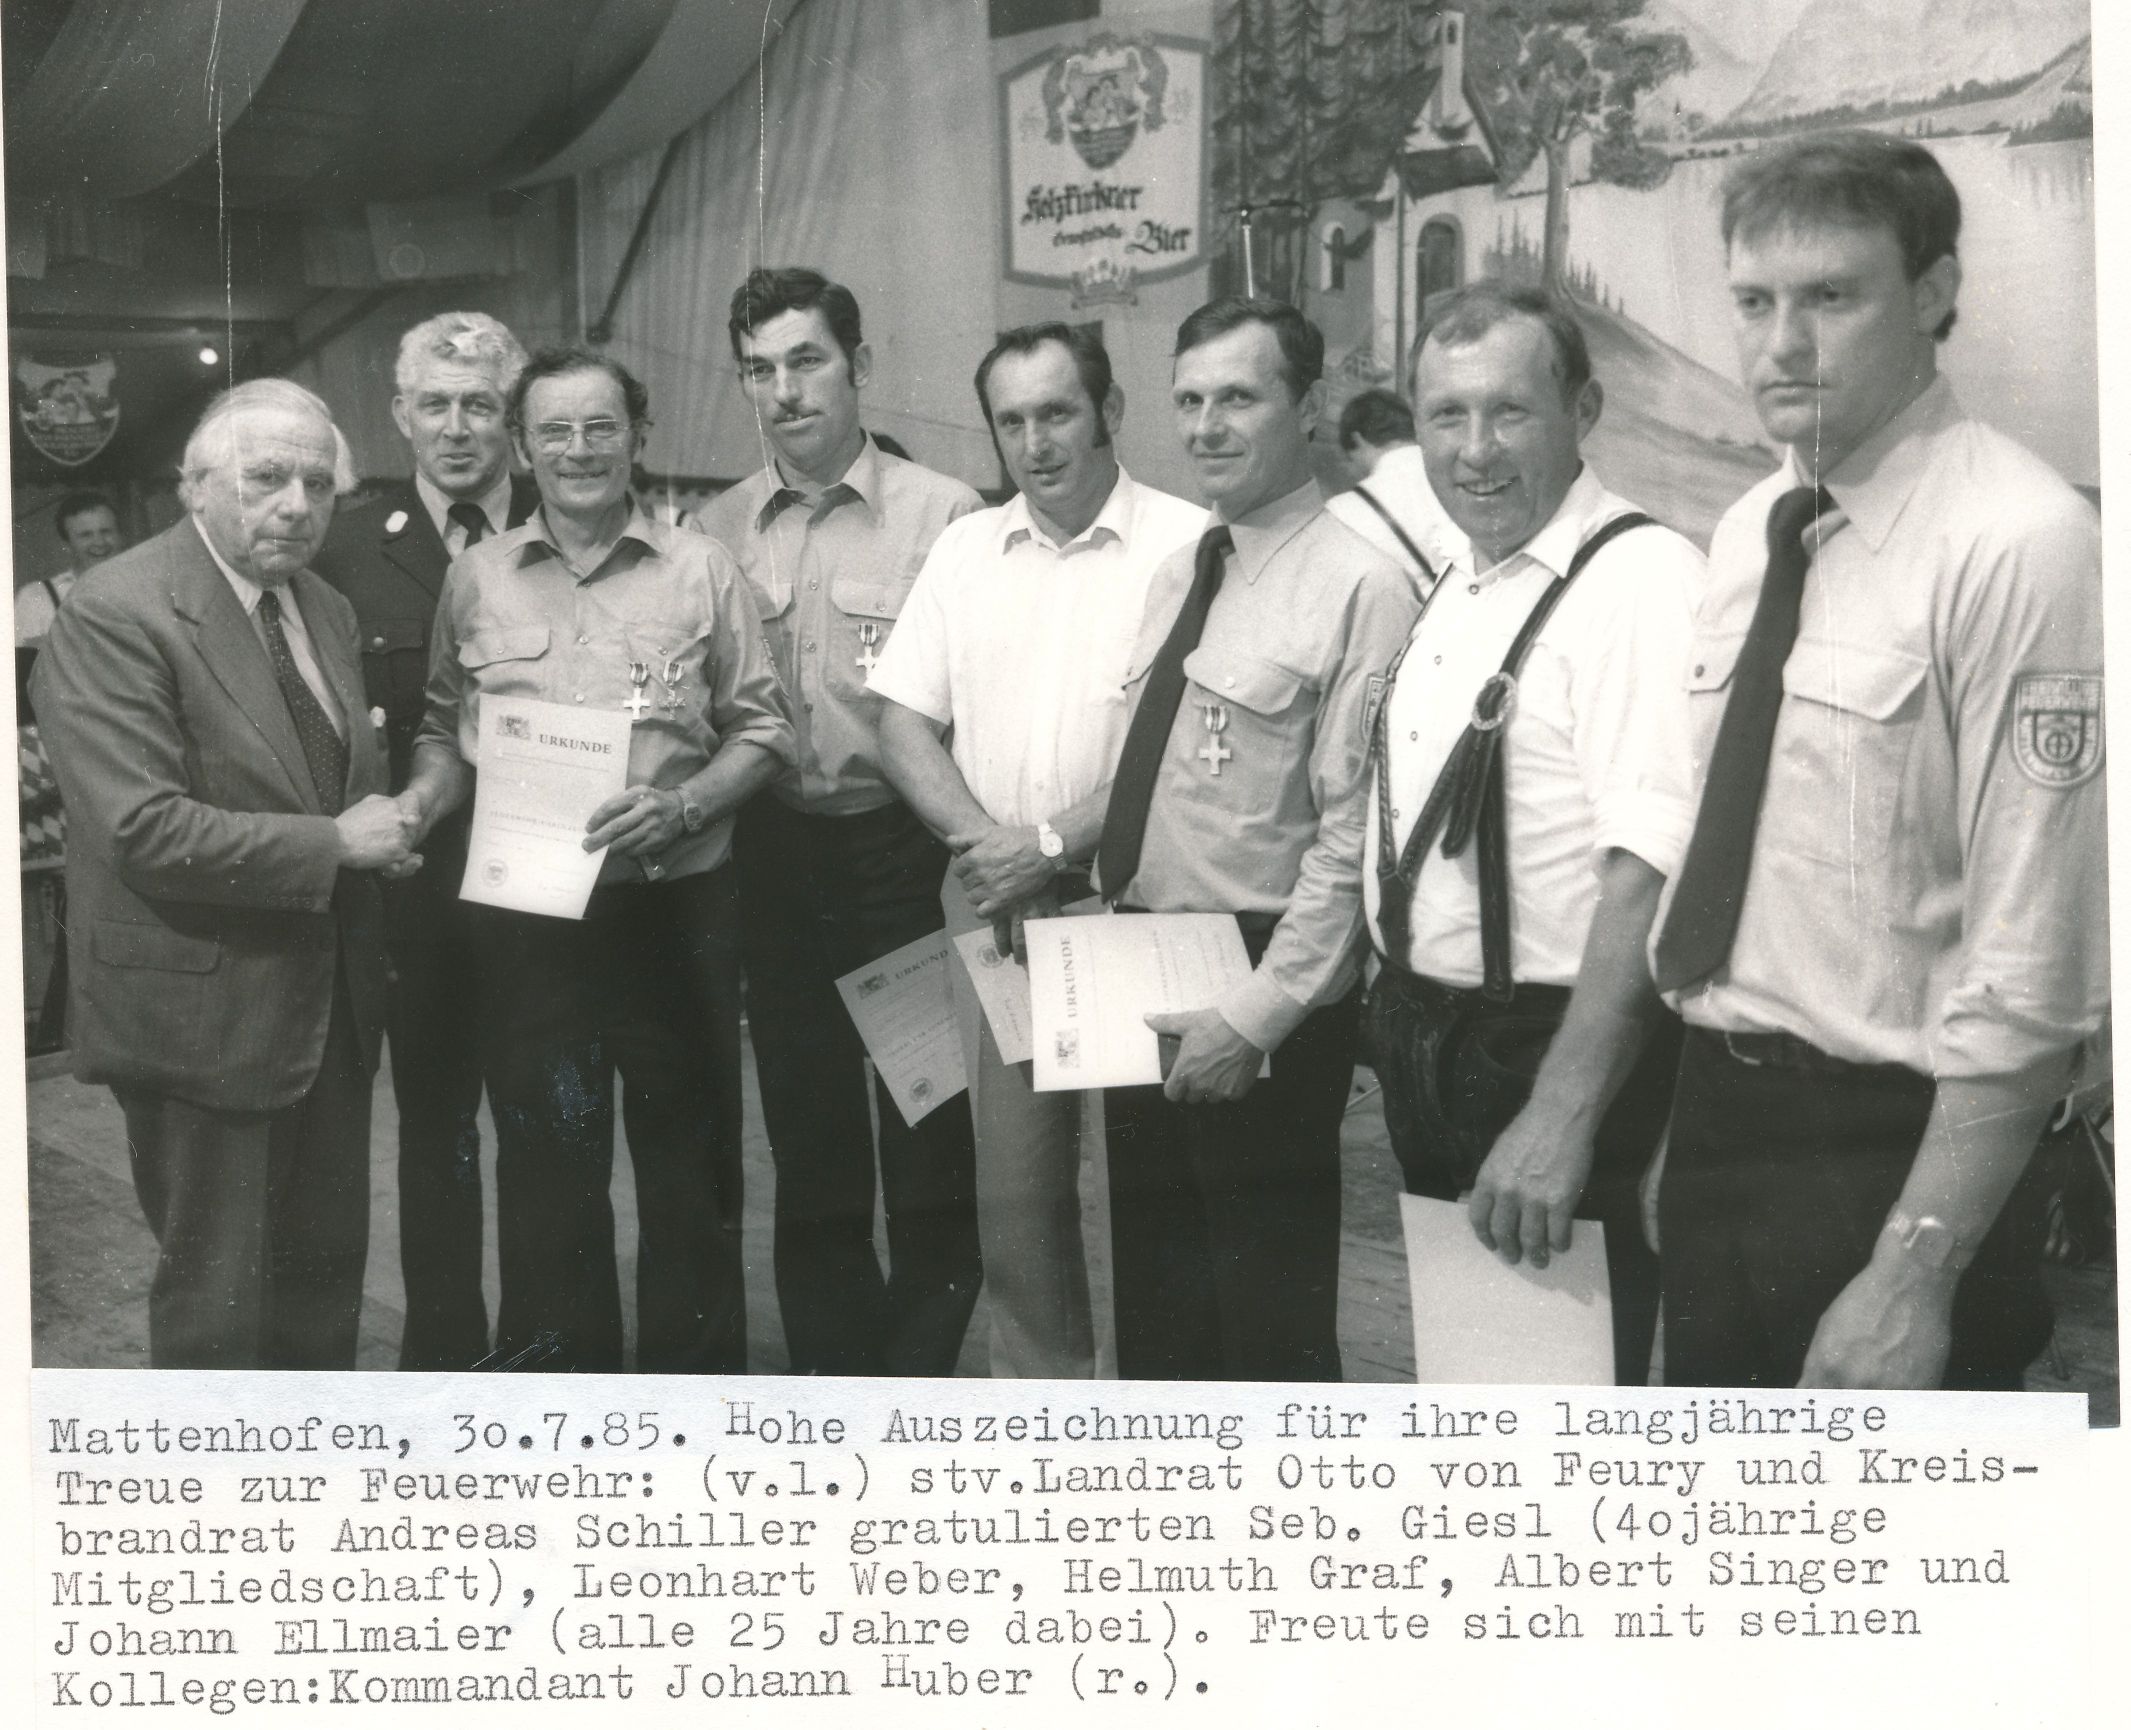 Holzkirchner
Bier
URKUNDE
URKUND
URKUNDE
Mattenhofen, 3o.7.85. Hohe Auszeichnung für ihre langjährige
Treue zur Feuerwehr: (v.l.) stv.Landrat Otto von Feury und Kreis-
brandrat Andreas Schiller gratulierten Seb. Giesl (4ojährige
Mitgliedschaft), Leonhart Weber, Helmuth Graf, Albert Singer und
Johann Ellmaier (alle 25 Jahre dabei). Freute sich mit seinen
Kollegen:Kommandant Johann Huber (r.).